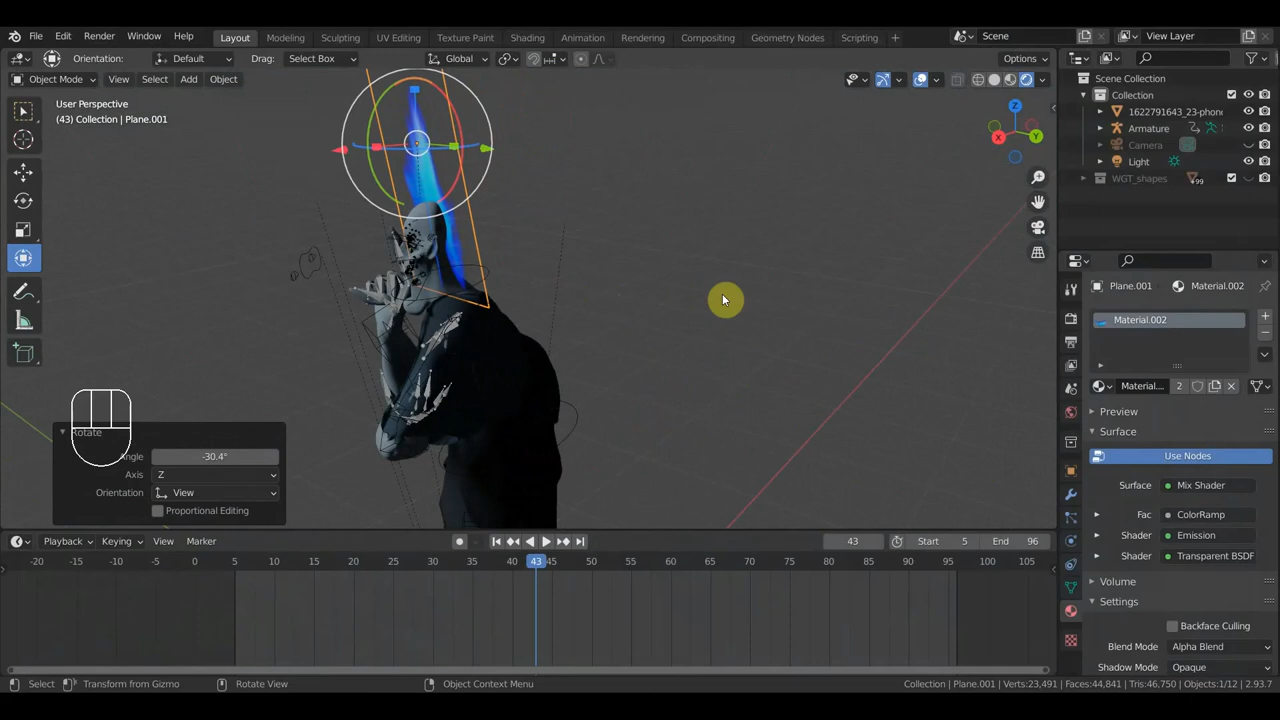 File Edit Render Window Help Layout Modeling Sculpting UV Editing Texture Paint Shading Animation Rendering Compositing Geometry Nodes Scripting + Scene View Layer
Orientation: Default Drag: Select Box Global Options
Object Mode View Select Add Object
User Perspective
(43) Collection | Plane.001
Z
Y
X
Scene Collection
Collection
1622791643_23-phono
Armature
Camera
Light
WGT_shapes 99
Plane.001 Material.002
Material.002
Material.... 2
Preview
Surface
Use Nodes
Surface Mix Shader
Fac ColorRamp
Shader Emission
Shader Transparent BSDF
Volume
Settings
Backface Culling
Blend Mode Alpha Blend
Shadow Mode Opaque
Rotate
Angle -30.4°
Axis Z
Orientation View
Proportional Editing
Playback Keying View Marker 43 Start 5 End 96
-20 -15 -10 -5 0 5 10 15 20 25 30 35 40 43 45 50 55 60 65 70 75 80 85 90 95 100 105
Select Transform from Gizmo Rotate View Object Context Menu Collection | Plane.001 | Verts:23,491 | Faces:44,841 | Tris:46,750 | Objects:1/12 | 2.93.7